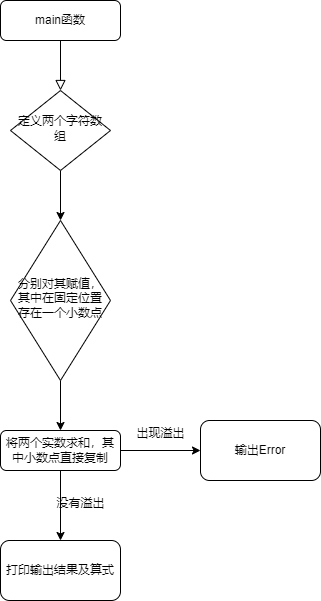 main函数
定义两个字符数
组
分别对其赋值，
其中在固定位置
存在一个小数点
将两个实数求和，其
中小数点直接复制
出现溢出
输出Error
没有溢出
打印输出结果及算式